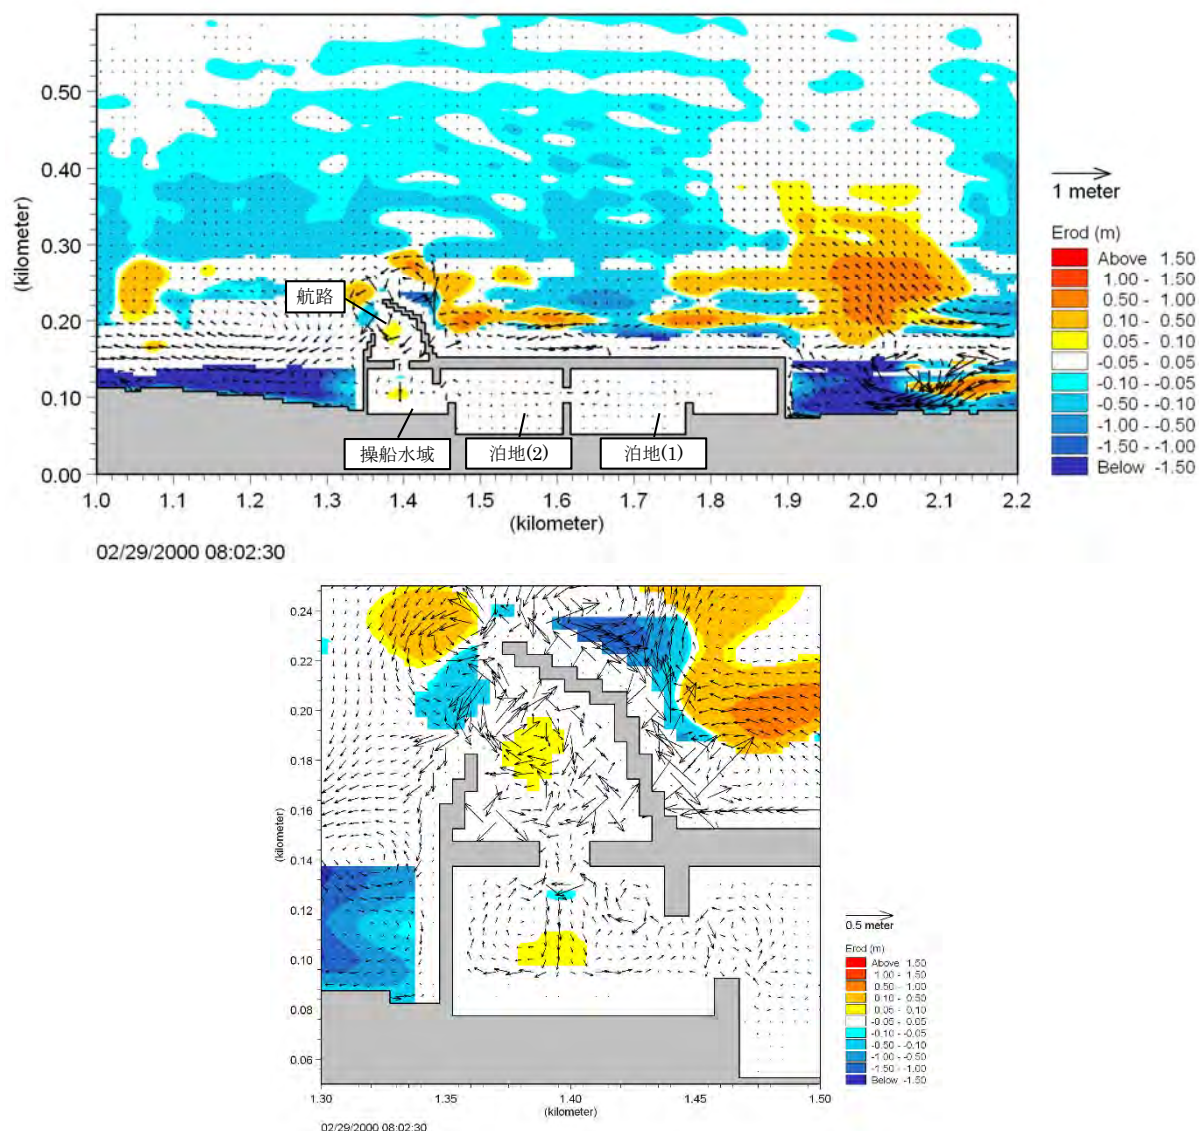 0.50
0.40
0.30
0.20
0.10
0.00
(kilometer)
航路
操船水域
泊地(2)
泊地(1)
1.0 1.1 1.2 1.3 1.4 1.5 1.6 1.7 1.8 1.9 2.0 2.1 2.2
(kilometer)
02/29/2000 08:02:30
1 meter
Erod (m)
Above 1.50
1.00 - 1.50
0.50 - 1.00
0.10 - 0.50
0.05 - 0.10
-0.05 - 0.05
-0.10 - -0.05
-0.50 - -0.10
-1.00 - -0.50
-1.50 - -1.00
Below -1.50
0.24
0.22
0.20
0.18
0.16
0.14
0.12
0.10
0.08
0.06
(kilometer)
1.30 1.35 1.40 1.45 1.50
(kilometer)
02/29/2000 08:02:30
0.5 meter
Erod (m)
Above 1.50
1.00 - 1.50
0.50 - 1.00
0.10 - 0.50
0.05 - 0.10
-0.05 - 0.05
-0.10 - -0.05
-0.50 - -0.10
-1.00 - -0.50
-1.50 - -1.00
Below -1.50